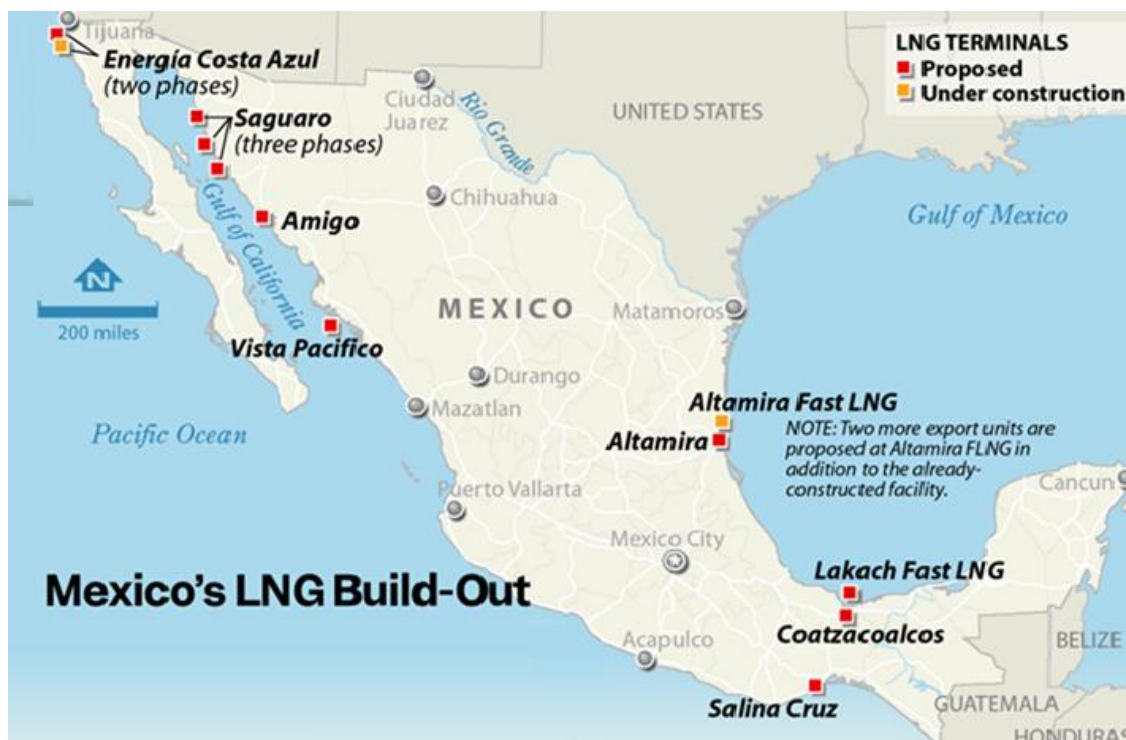 Tijuana
Energía Costa Azul
(two phases)
LNG TERMINALS
Proposed
Under construction
Ciudad
Juarez
Rio Grande
UNITED STATES
Saguaro
(three phases)
Chihuahua
Gulf of California
Amigo
Gulf of Mexico
N
200 miles
MEXICO
Matamoros
Vista Pacifico
Durango
Mazatlan
Pacific Ocean
Altamira Fast LNG
NOTE: Two more export units are
proposed at Altamira FLNG in
addition to the already-
constructed facility.
Altamira
Cancun
Puerto Vallarta
Mexico City
Mexico's LNG Build-Out
Lakach Fast LNG
Coatzacoalcos
Acapulco
BELIZE
Salina Cruz
GUATEMALA
HONDURAS